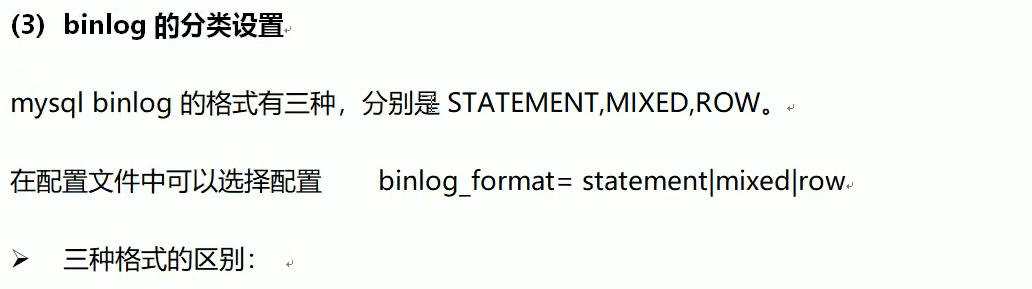 (3) binlog 的分类设置
mysql binlog 的格式有三种，分别是 STATEMENT,MIXED,ROW。
在配置文件中可以选择配置 binlog_format= statement|mixed|row
➢ 三种格式的区别：